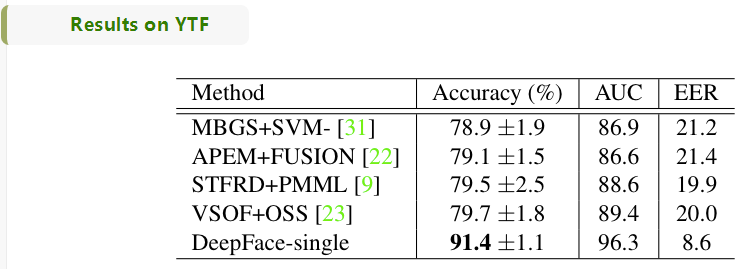 Results on YTF
Method Accuracy (%) AUC EER
MBGS+SVM- [31] 78.9 ±1.9 86.9 21.2
APEM+FUSION [22] 79.1 ±1.5 86.6 21.4
STFRD+PMML [9] 79.5 ±2.5 88.6 19.9
VSOF+OSS [23] 79.7 ±1.8 89.4 20.0
DeepFace-single 91.4 ±1.1 96.3 8.6